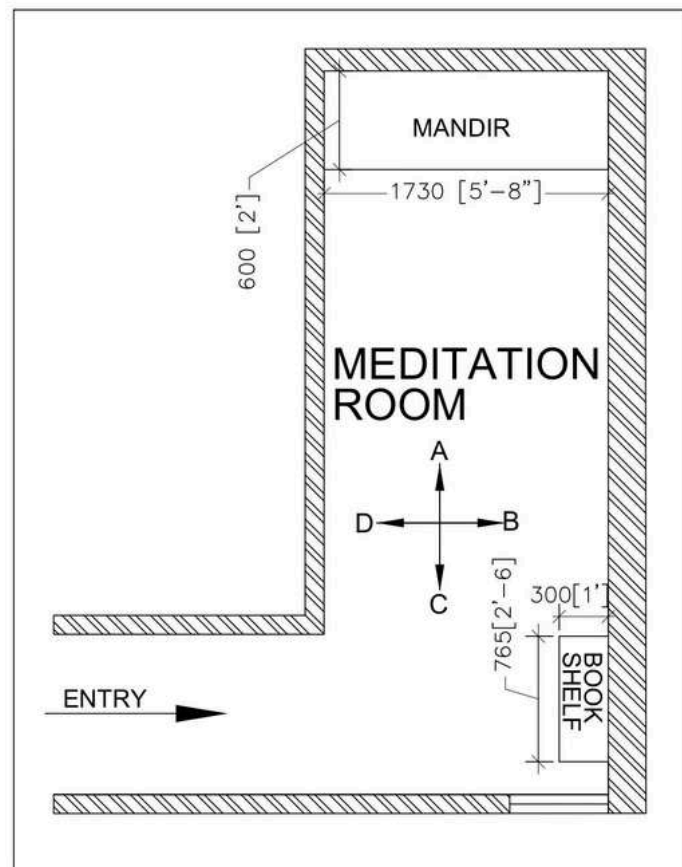 MANDIR
1730 [5'-8"]
600 [2']
MEDITATION
ROOM
A
D
B
C
300[1']
765[2'-6]
BOOK
SHELF
ENTRY